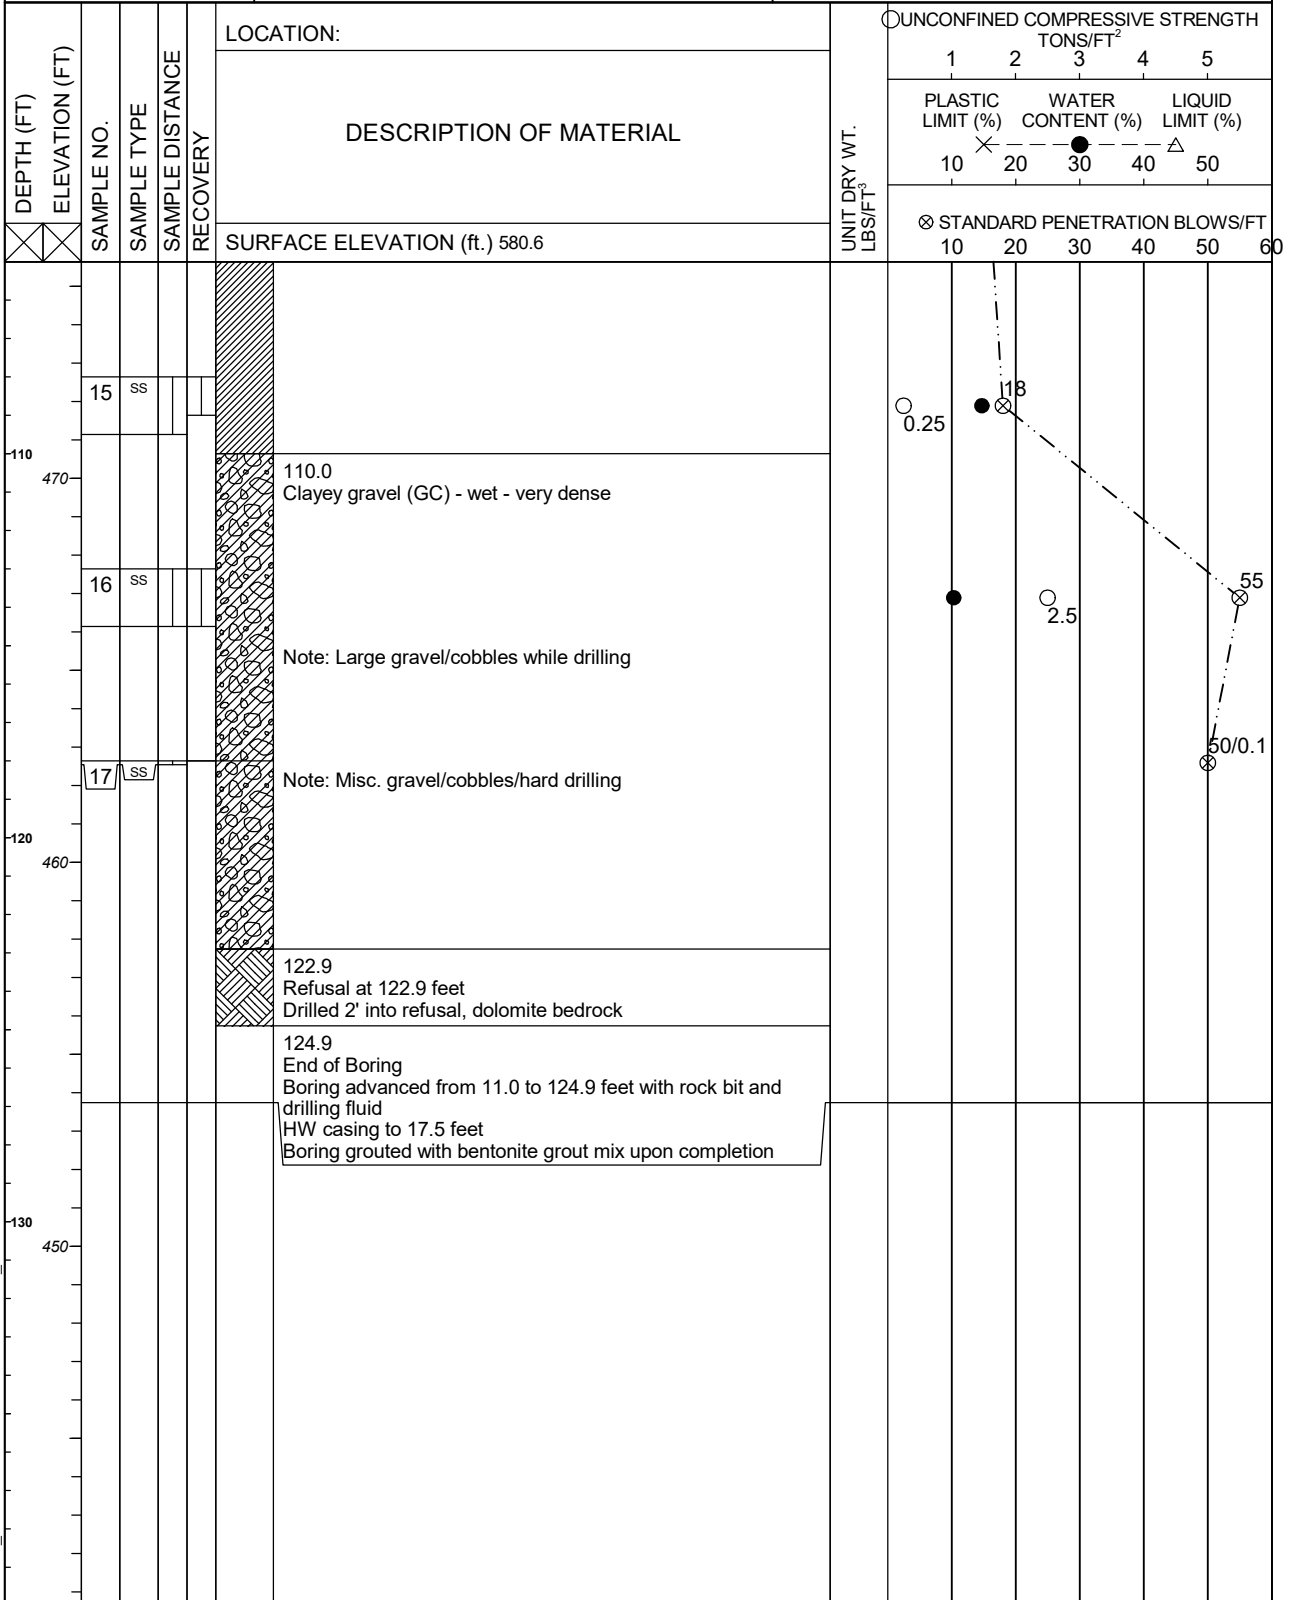 DEPTH (FT)
ELEVATION (FT)
SAMPLE NO.
SAMPLE TYPE
SAMPLE DISTANCE
RECOVERY
LOCATION:
DESCRIPTION OF MATERIAL
SURFACE ELEVATION (ft.) 580.6
UNIT DRY WT.
LBS/FT³
UNCONFINED COMPRESSIVE STRENGTH
TONS/FT²
1 2 3 4 5
PLASTIC WATER LIQUID
LIMIT (%) CONTENT (%) LIMIT (%)
10 20 30 40 50
⊗ STANDARD PENETRATION BLOWS/FT
10 20 30 40 50 60
15 SS
18
0.25
110
470
110.0
Clayey gravel (GC) - wet - very dense
16 SS
55
2.5
Note: Large gravel/cobbles while drilling
50/0.1
17 SS
Note: Misc. gravel/cobbles/hard drilling
120
460
122.9
Refusal at 122.9 feet
Drilled 2' into refusal, dolomite bedrock
124.9
End of Boring
Boring advanced from 11.0 to 124.9 feet with rock bit and
drilling fluid
HW casing to 17.5 feet
Boring grouted with bentonite grout mix upon completion
130
450